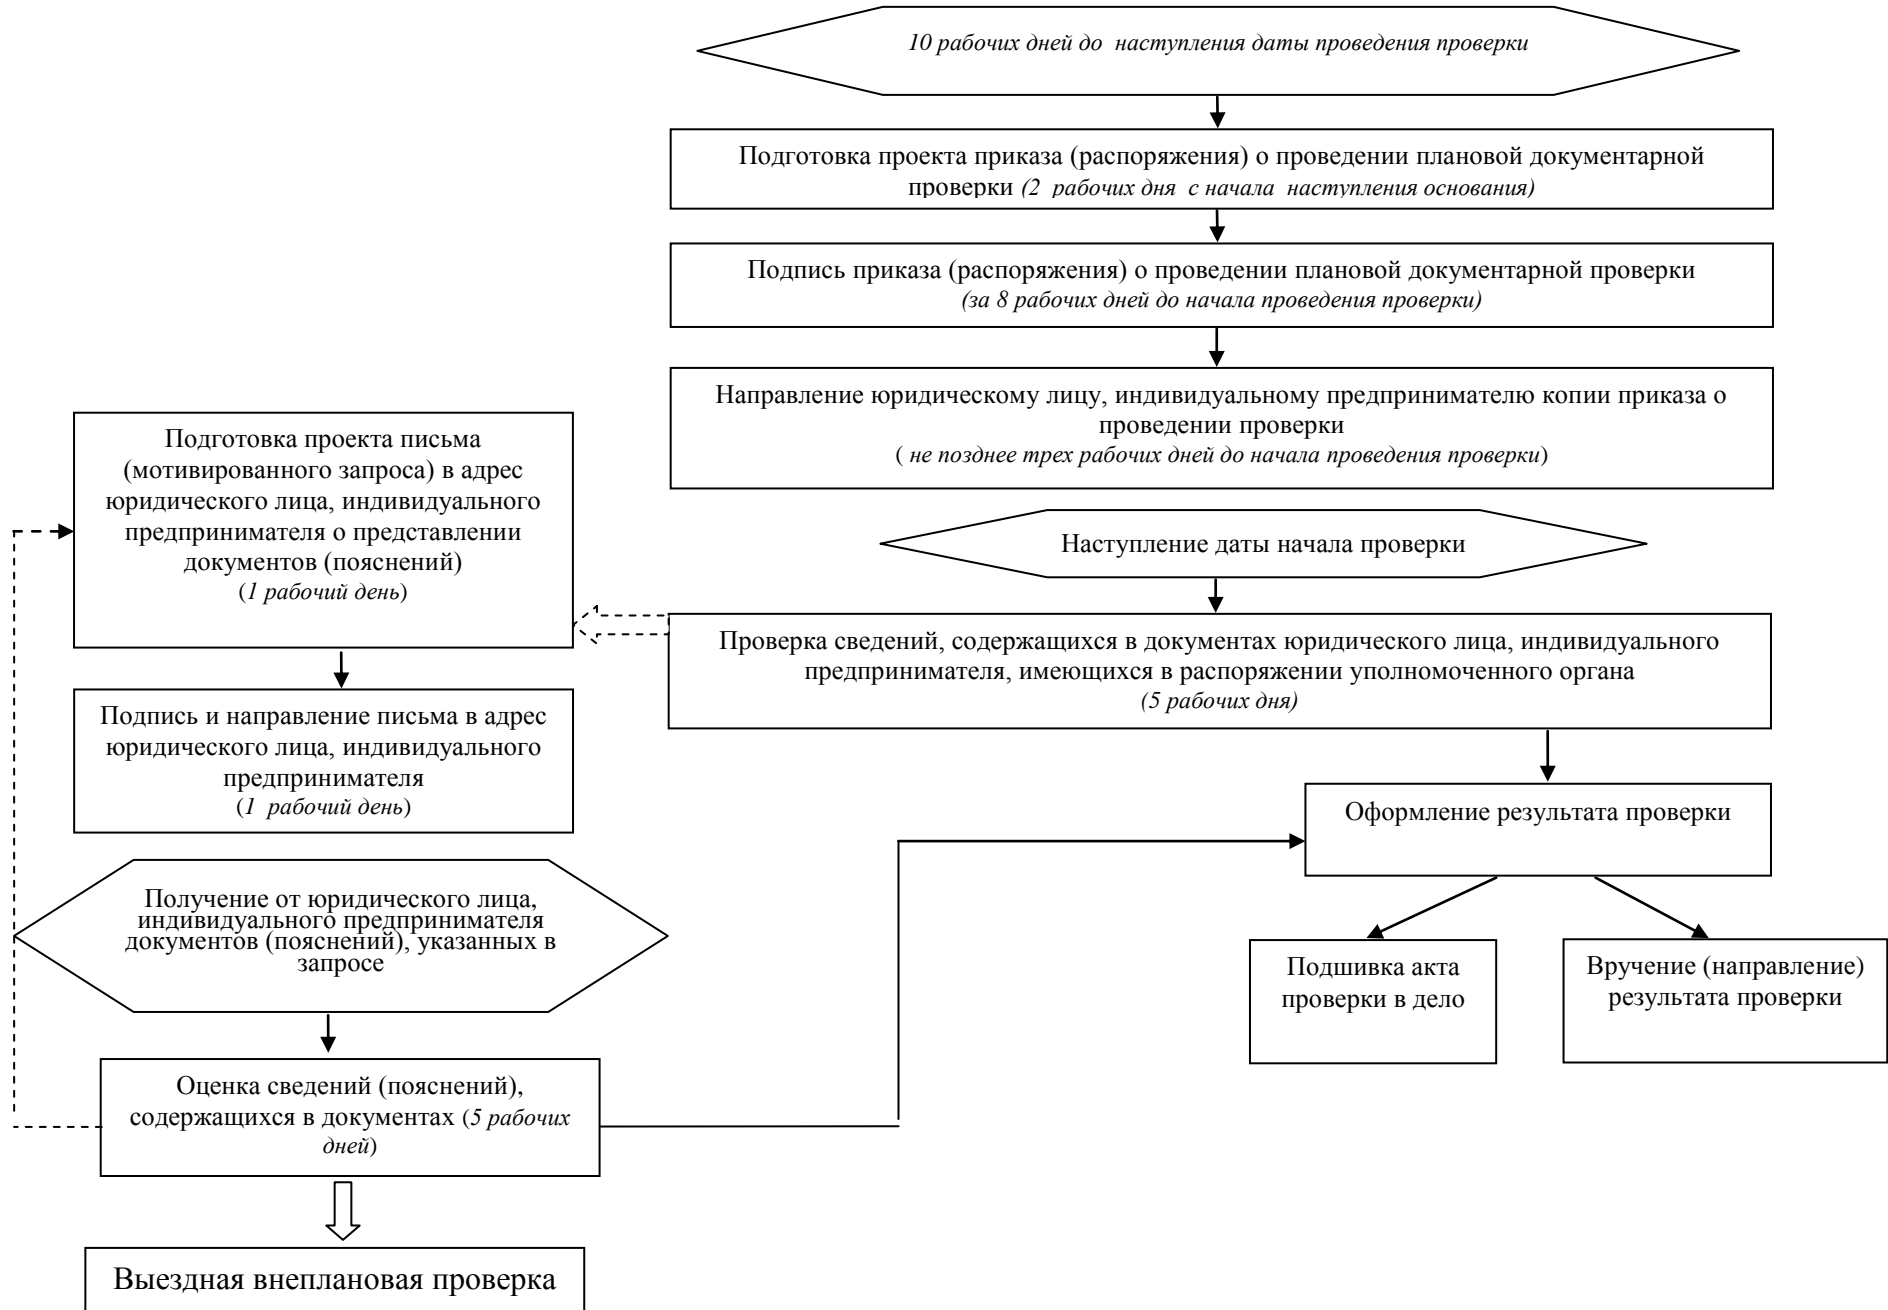 10 рабочих дней до наступления даты проведения проверки
Подготовка проекта приказа (распоряжения) о проведении плановой документарной
проверки (2 рабочих дня с начала наступления основания)
Подпись приказа (распоряжения) о проведении плановой документарной проверки
(за 8 рабочих дней до начала проведения проверки)
Направление юридическому лицу, индивидуальному предпринимателю копии приказа о
проведении проверки
( не позднее трех рабочих дней до начала проведения проверки)
Наступление даты начала проверки
Проверка сведений, содержащихся в документах юридического лица, индивидуального
предпринимателя, имеющихся в распоряжении уполномоченного органа
(5 рабочих дня)
Подготовка проекта письма
(мотивированного запроса) в адрес
юридического лица, индивидуального
предпринимателя о представлении
документов (пояснений)
(1 рабочий день)
Подпись и направление письма в адрес
юридического лица, индивидуального
предпринимателя
(1 рабочий день)
Получение от юридического лица,
индивидуального предпринимателя
документов (пояснений), указанных в
запросе
Оценка сведений (пояснений),
содержащихся в документах (5 рабочих
дней)
Выездная внеплановая проверка
Оформление результата проверки
Подшивка акта
проверки в дело
Вручение (направление)
результата проверки